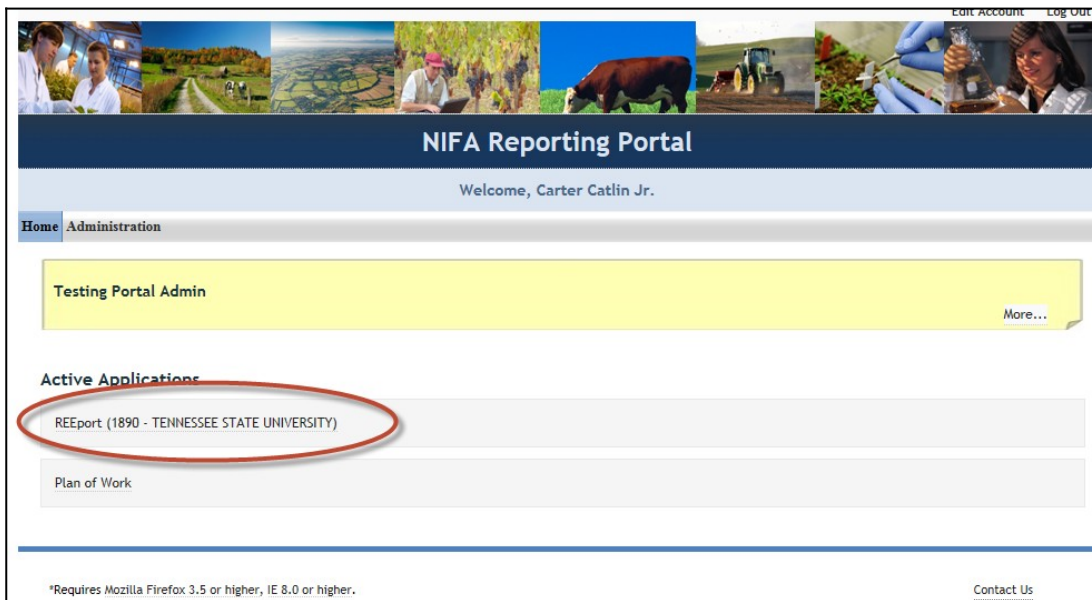 Edit Account Log Out
NIFA Reporting Portal
Welcome, Carter Catlin Jr.
Home Administration
Testing Portal Admin
More...
Active Applications
REEport (1890 - TENNESSEE STATE UNIVERSITY)
Plan of Work
*Requires Mozilla Firefox 3.5 or higher, IE 8.0 or higher.
Contact Us